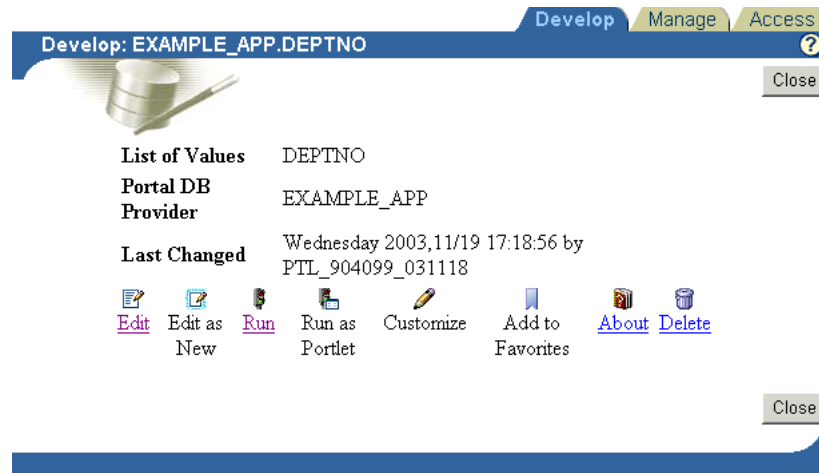 Develop Manage Access
Develop: EXAMPLE_APP.DEPTNO ?
Close
List of Values DEPTNO
Portal DB
Provider
EXAMPLE_APP
Last Changed
Wednesday 2003,11/19 17:18:56 by
PTL_904099_031118
Edit Edit as Run Run as Customize Add to About Delete
New Portlet Favorites
Close